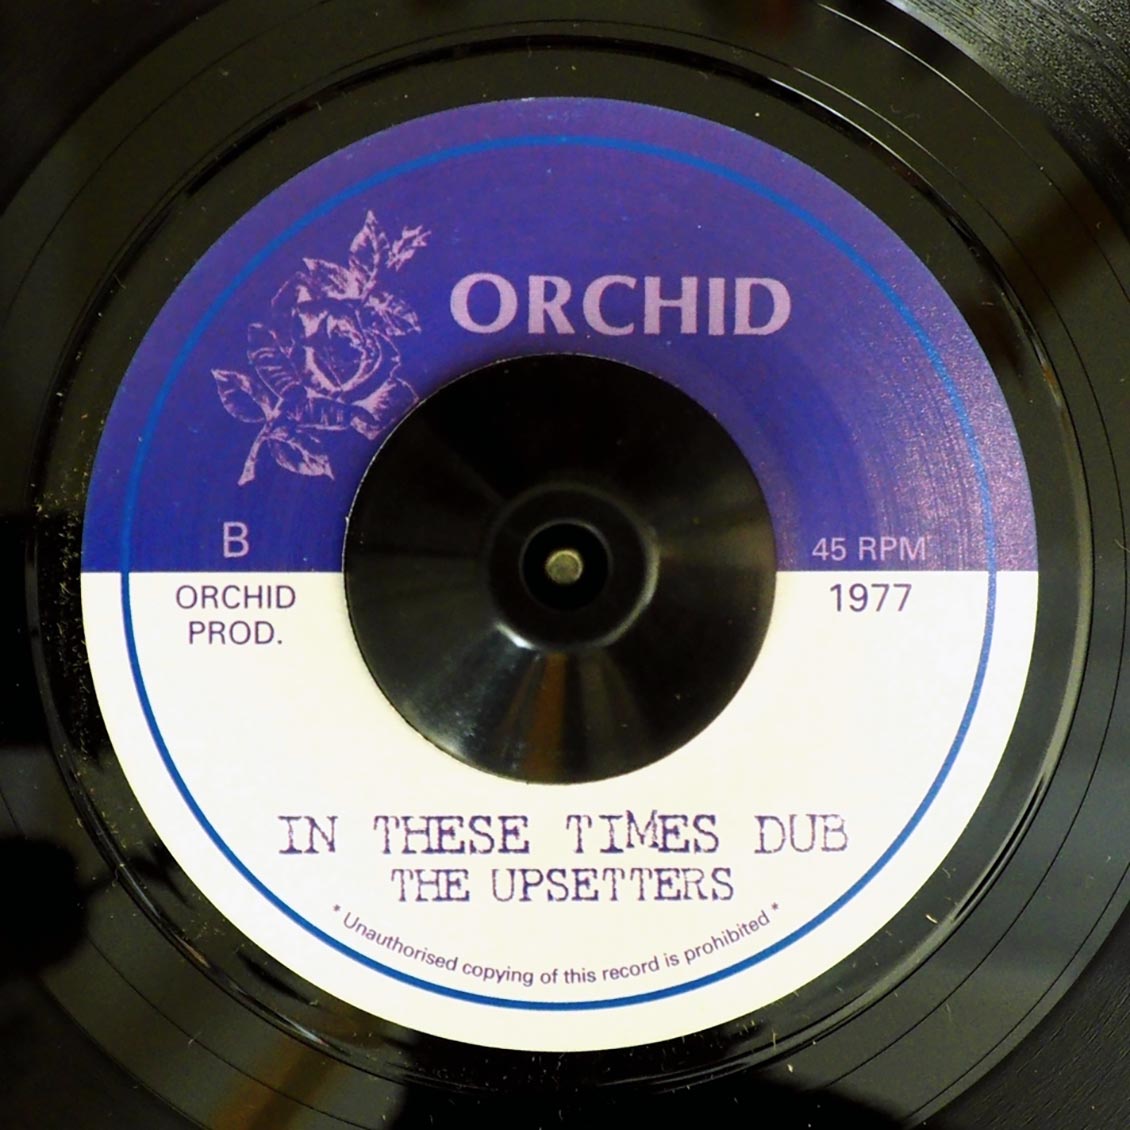 ORCHID
B
45 RPM
ORCHID
PROD.
1977
IN THESE TIMES DUB
THE UPSETTERS
* Unauthorised copying of this record is prohibited *